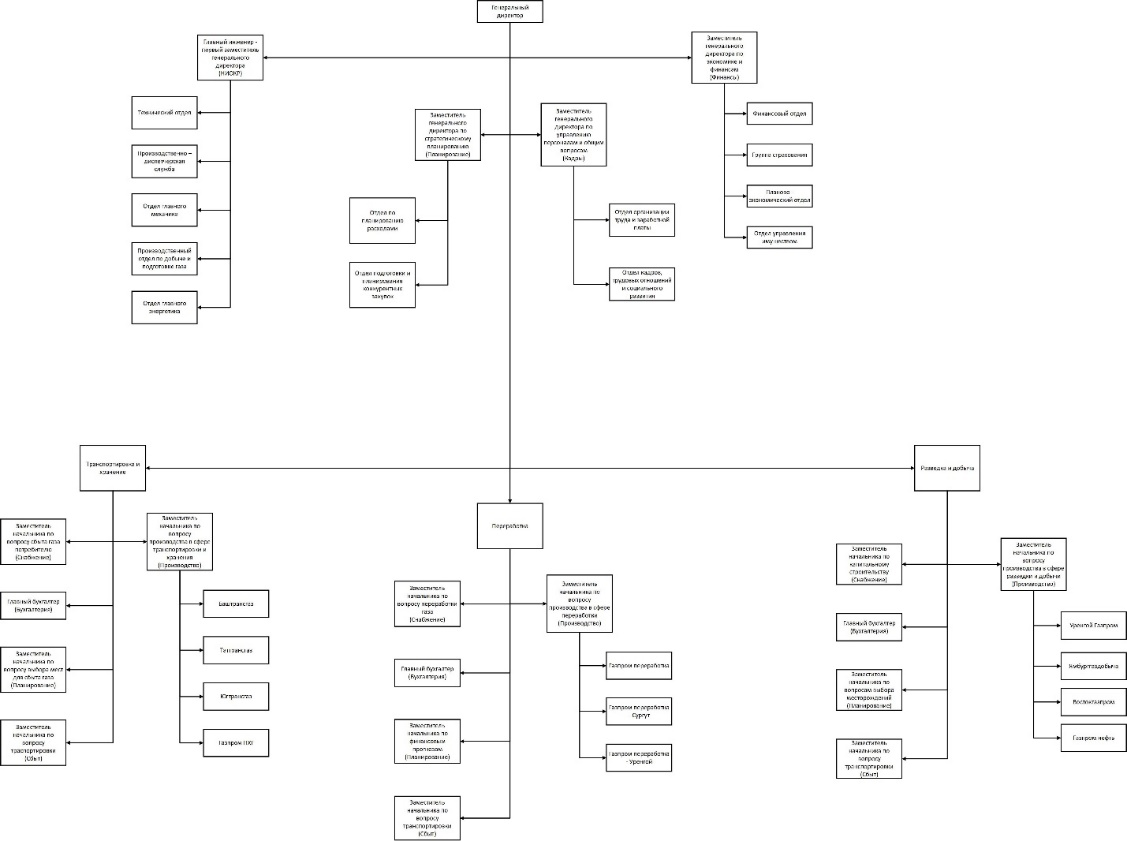 Генеральный
директор
Главный инженер -
первый заместитель
генерального
директора
(НИОКР)
Заместитель
генерального
директора по
экономике и
финансам
(Финансы)
Технический отдел
Производственно –
диспетчерская
служба
Отдел главного
механика
Производственный
отдел по добыче и
подготовке газа
Отдел главного
энергетика
Заместитель
генерального
директора по
стратегическому
планированию
(Планирование)
Заместитель
генерального
директора по
управлению
персоналам и общим
вопросам
(Кадры)
Отдел по
планированию
расходами
Отдел подготовки и
планирования
конкурентных
закупок
Отдел организации
труда и заработной
платы
Отдел кадров,
трудовых отношений
и социального
развития
Финансовый отдел
Группа страхования
Планово
экономический отдел
Отдел управления
имуществом
Транспортировка и
хранение
Переработка
Разведка и добыча
Заместитель
начальника по
вопросу сбыта газа
потребителю
(Снабжение)
Главный бухгалтер
(Бухгалтерия)
Заместитель
начальника по
вопросу выбора мест
для сбыта газа
(Планирование)
Заместитель
начальника по
вопросу
траспортировки
(Сбыт)
Заместитель
начальника по
вопросу
производства в сфере
транспортировки и
хранения
(Производство)
Баштрансгаз
Таттрансгаз
Югтрансгаз
Газпром ПХГ
Заместитель
начальника по
вопросу переработки
газа
(Снабжение)
Главный бухгалтер
(Бухгалтерия)
Заместитель
начальника по
финансовым
прогнозам
(Планирование)
Заместитель
начальника по
вопросу
транспортировки
(Сбыт)
Заместитель
начальника по
вопросу
производства в сфере
переработки
(Производство)
Газпром переработка
Газпром переработка
Сургут
Газпром переработка
- Уренгой
Заместитель
начальника по
капитальному
строительству
(Снабжение)
Главный бухгалтер
(Бухгалтерия)
Заместитель
начальника по
вопросам выбора
месторождений
(Планирование)
Заместитель
начальника по
вопросу
транспортировки
(Сбыт)
Заместитель
начальника по
вопросу
производства в сфере
разведки и добычи
(Производство)
Уренгой Газпром
Востокгазпром
Газпром нефть